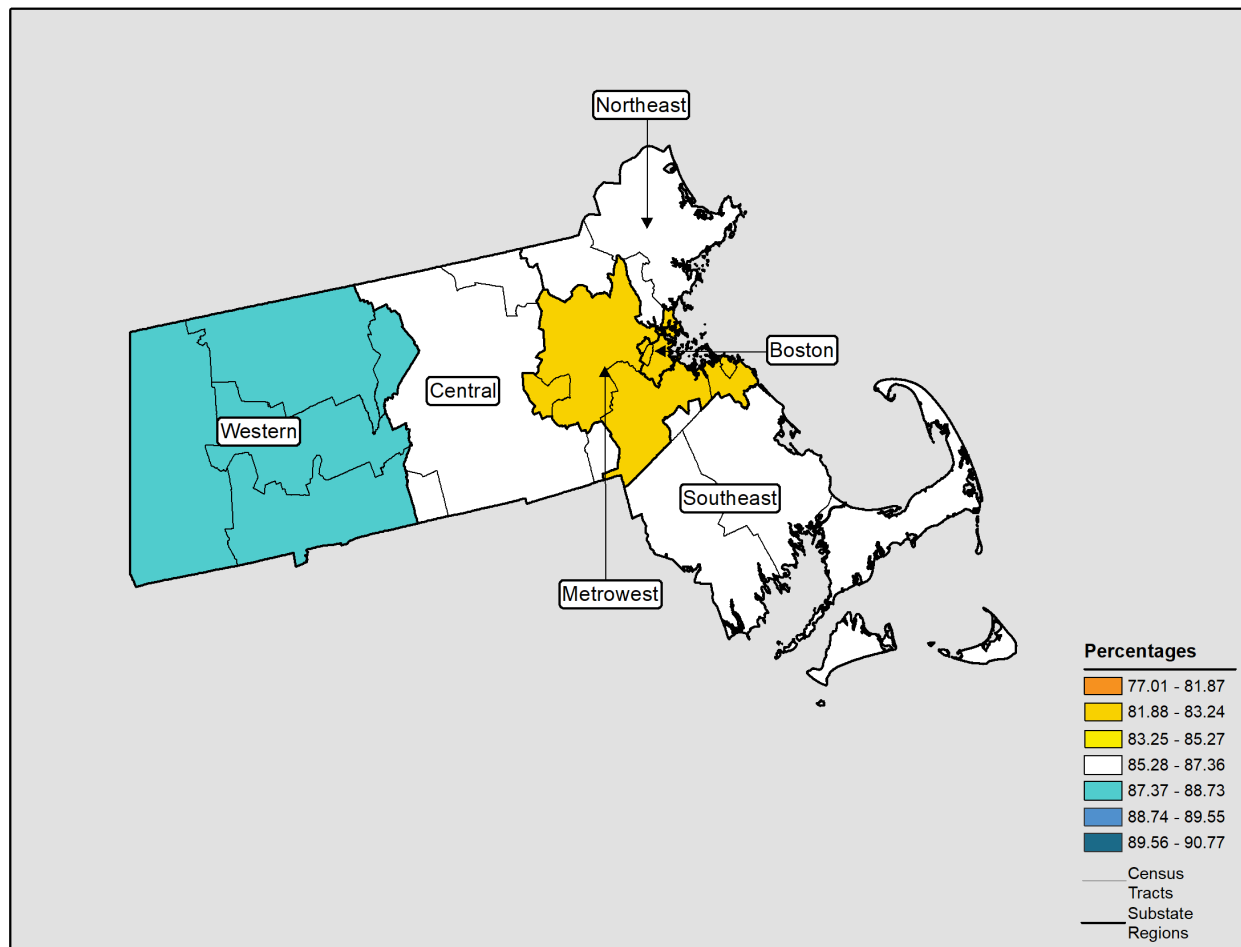 Northeast
Boston
Central
Western
Southeast
Metrowest
Percentages
77.01 - 81.87
81.88 - 83.24
83.25 - 85.27
85.28 - 87.36
87.37 - 88.73
88.74 - 89.55
89.56 - 90.77
Census
Tracts
Substate
Regions